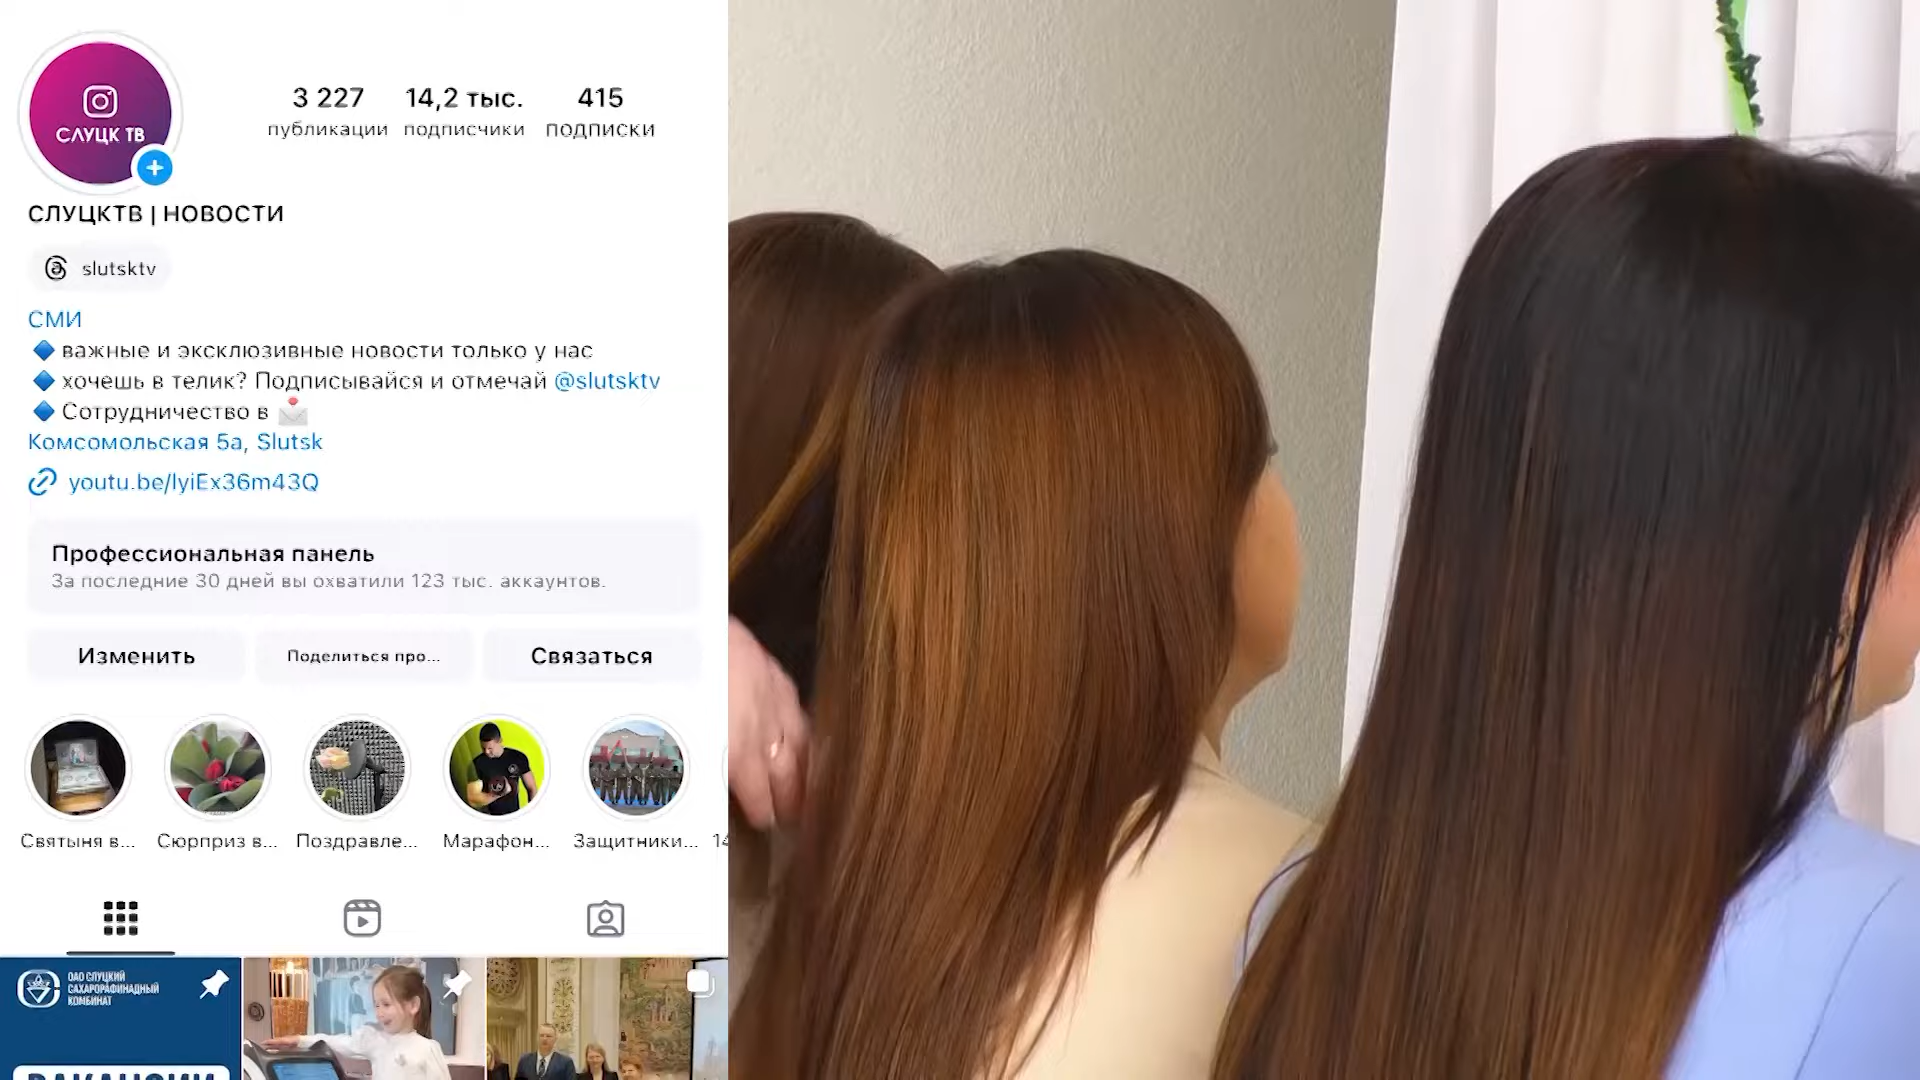 СЛУЦК ТВ
3 227 14,2 тыс. 415
публикации подписчики подписки
СЛУЦКТВ | НОВОСТИ
slutsktv
СМИ
🔷 важные и эксклюзивные новости только у нас
🔷 хочешь в телик? Подписывайся и отмечай @slutsktv
🔷 Сотрудничество в 📩
Комсомольская 5а, Slutsk
youtu.be/lyiEx36m43Q
Профессиональная панель
За последние 30 дней вы охватили 123 тыс. аккаунтов.
Изменить Поделиться про... Связаться
Святыня в... Сюрприз в... Поздравле... Марафон... Защитники... 14
ОАО СЛУЦКИЙ
САХАРОРАФИНАДНЫЙ
КОМБИНАТ
ВАКАНСИИ